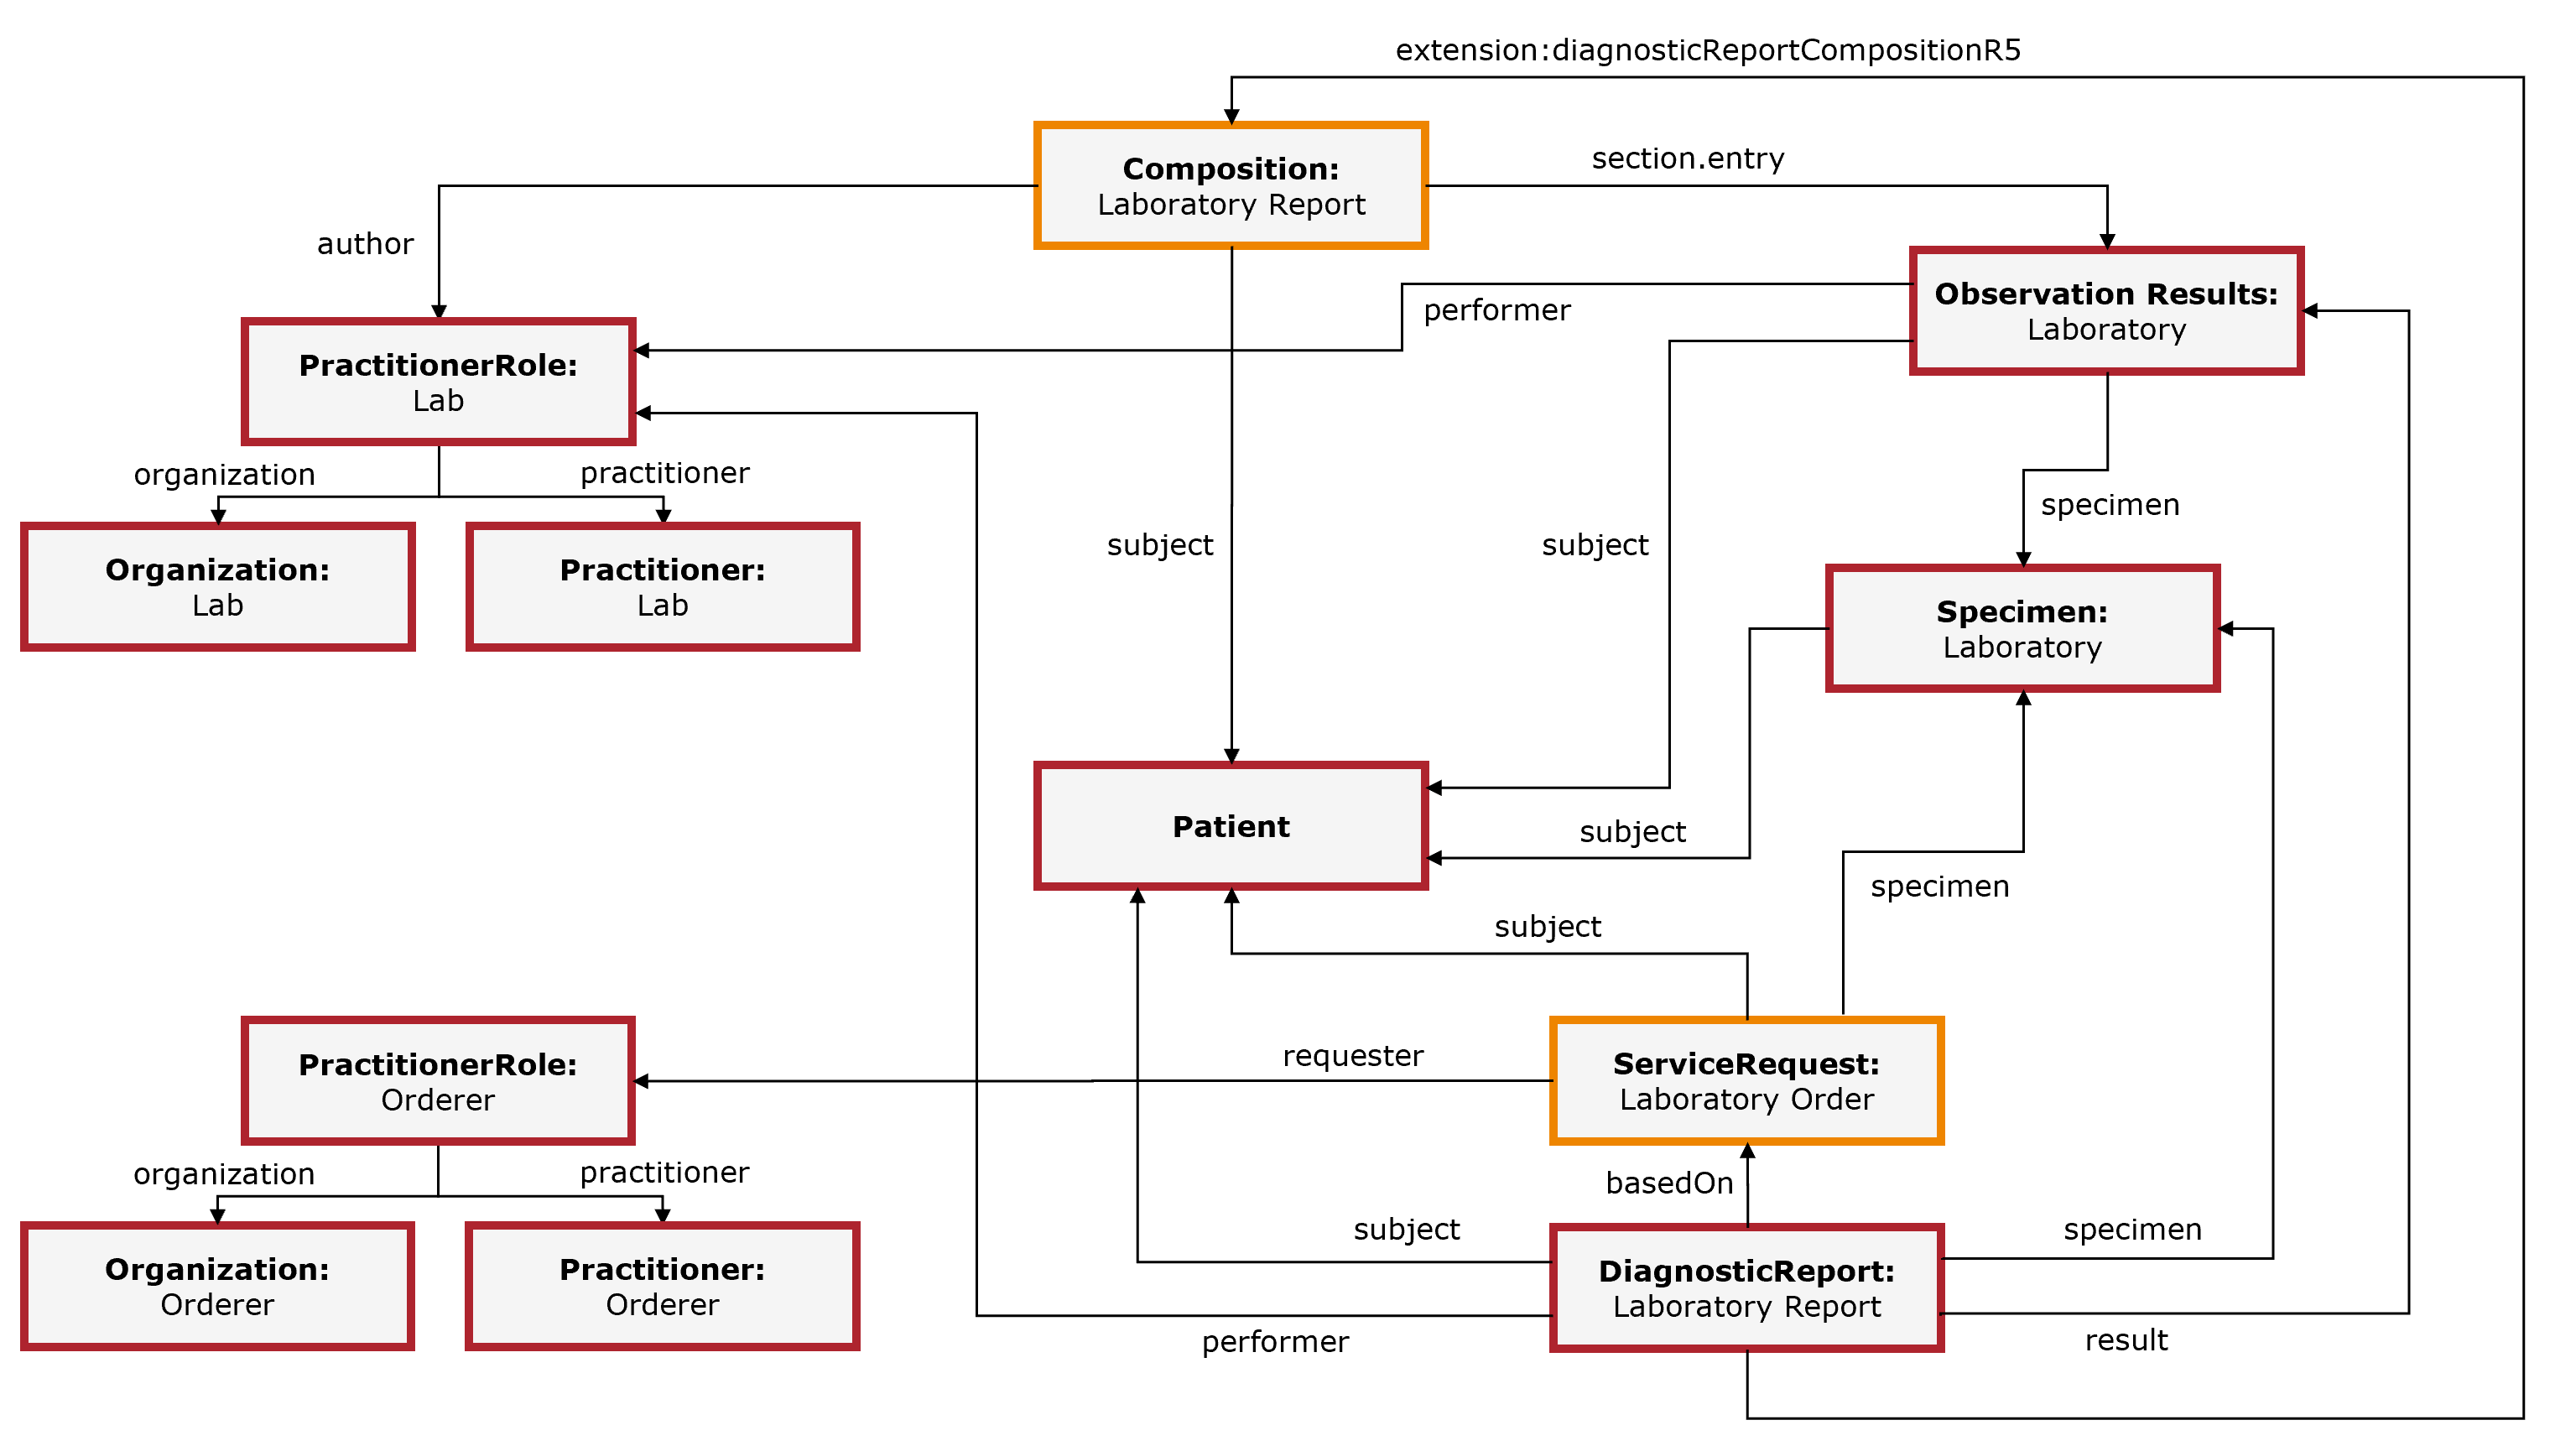 extension:diagnosticReportCompositionR5
Composition:
Laboratory Report
section.entry
author
Observation Results:
Laboratory
performer
PractitionerRole:
Lab
organization
practitioner
specimen
subject
subject
Organization:
Lab
Practitioner:
Lab
Specimen:
Laboratory
Patient
subject
specimen
subject
requester
PractitionerRole:
Orderer
ServiceRequest:
Laboratory Order
organization
practitioner
basedOn
subject
specimen
Organization:
Orderer
Practitioner:
Orderer
DiagnosticReport:
Laboratory Report
performer
result